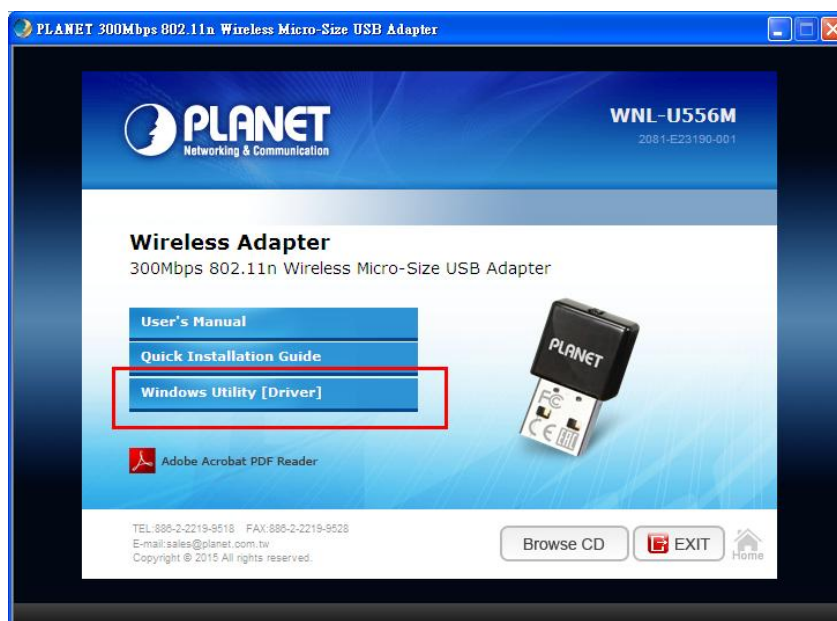 PLANET 300Mbps 802.11n Wireless Micro-Size USB Adapter
PLANET
Networking & Communication
WNL-U556M
2081-E23190-001
Wireless Adapter
300Mbps 802.11n Wireless Micro-Size USB Adapter
User's Manual
Quick Installation Guide
Windows Utility [Driver]
PLANET
FC
CE EAC
Adobe Acrobat PDF Reader
TEL:886-2-2219-9518 FAX:886-2-2219-9528
E-mail:sales@planet.com.tw
Copyright © 2015 All rights reserved.
Browse CD
EXIT
Home